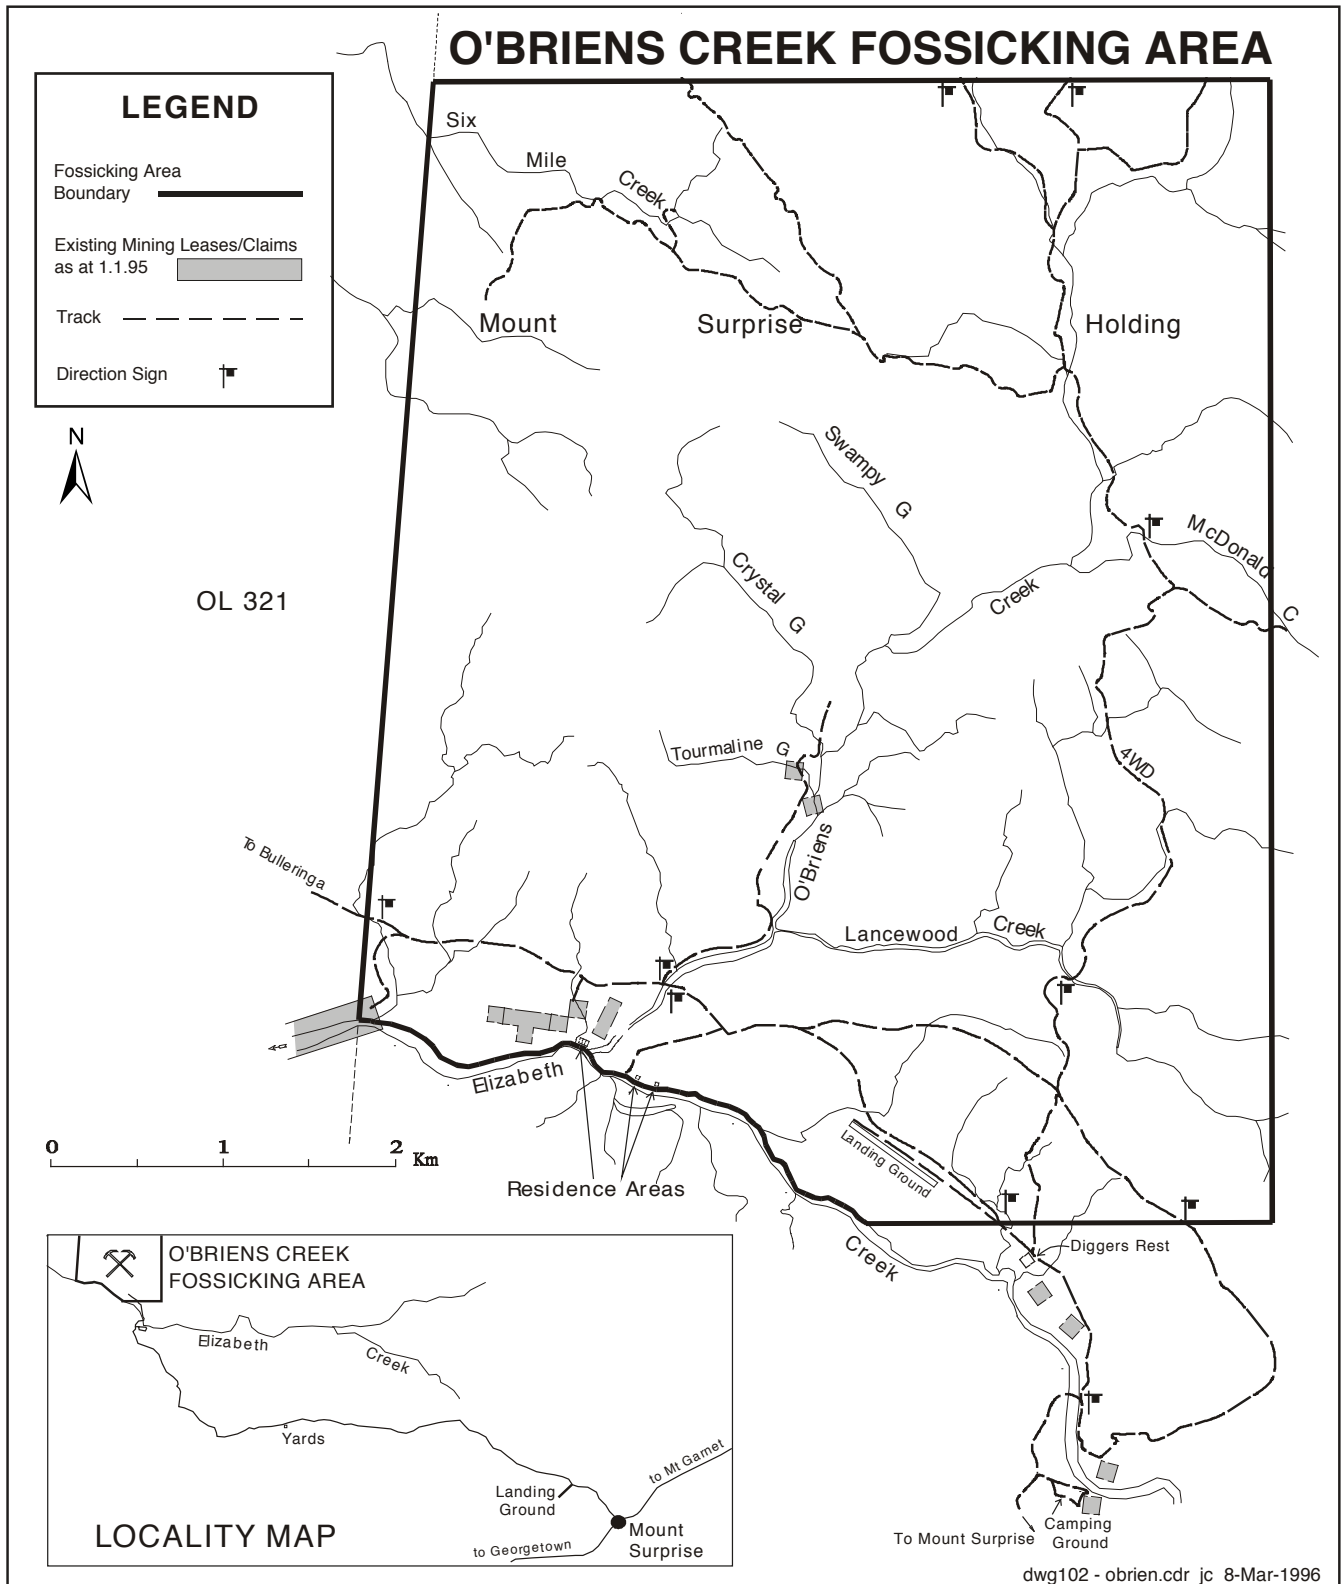 O'BRIENS CREEK FOSSICKING AREA
LEGEND
Fossicking Area
Boundary
Existing Mining Leases/Claims
as at 1.1.95
Track
Direction Sign
N
Six
Mile
Creek
Mount
Surprise
Holding
Swampy G
Crystal G
McDonald C
Creek
OL 321
Tourmaline G
4WD
O'Briens
To Bulleringa
Lancewood
Creek
Elizabeth
Landing Ground
0 1 2 Km
Residence Areas
Creek
Diggers Rest
O'BRIENS CREEK
FOSSICKING AREA
Elizabeth
Creek
Yards
to Mt Garnet
Landing
Ground
Mount
Surprise
to Georgetown
LOCALITY MAP
To Mount Surprise
Camping
Ground
dwg102 - obrien.cdr jc 8-Mar-1996